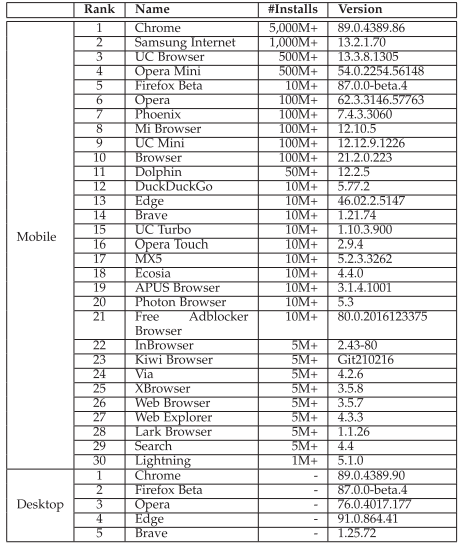 Rank Name #Installs Version
Mobile
1 Chrome 5,000M+ 89.0.4389.86
2 Samsung Internet 1,000M+ 13.2.1.70
3 UC Browser 500M+ 13.3.8.1305
4 Opera Mini 500M+ 54.0.2254.56148
5 Firefox Beta 10M+ 87.0.0-beta.4
6 Opera 100M+ 62.3.3146.57763
7 Phoenix 100M+ 7.4.3.3060
8 Mi Browser 100M+ 12.10.5
9 UC Mini 100M+ 12.12.9.1226
10 Browser 100M+ 21.2.0.223
11 Dolphin 50M+ 12.2.5
12 DuckDuckGo 10M+ 5.77.2
13 Edge 10M+ 46.02.2.5147
14 Brave 10M+ 1.21.74
15 UC Turbo 10M+ 1.10.3.900
16 Opera Touch 10M+ 2.9.4
17 MX5 10M+ 5.2.3.3262
18 Ecosia 10M+ 4.4.0
19 APUS Browser 10M+ 3.1.4.1001
20 Photon Browser 10M+ 5.3
21 Free Adblocker 10M+ 80.0.2016123375
Browser
22 InBrowser 5M+ 2.43-80
23 Kiwi Browser 5M+ Git210216
24 Via 5M+ 4.2.6
25 XBrowser 5M+ 3.5.8
26 Web Browser 5M+ 3.5.7
27 Web Explorer 5M+ 4.3.3
28 Lark Browser 5M+ 1.1.26
29 Search 5M+ 4.4
30 Lightning 1M+ 5.1.0
Desktop
1 Chrome - 89.0.4389.90
2 Firefox Beta - 87.0.0-beta.4
3 Opera - 76.0.4017.177
4 Edge - 91.0.864.41
5 Brave - 1.25.72